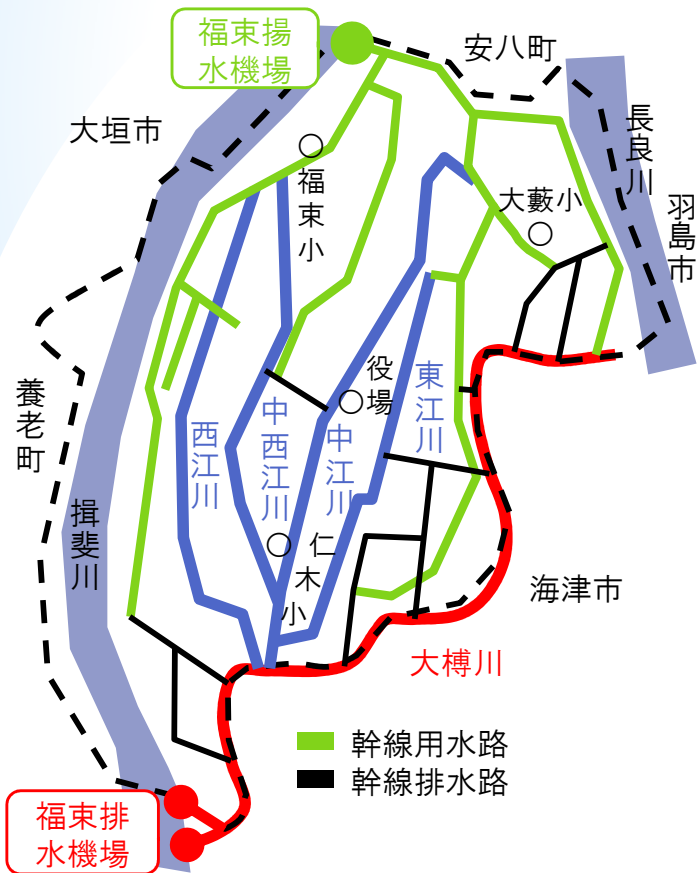 福束揚
水機場
安八町
大垣市
長良川
羽島市
福束小
大藪小
養老町
役場
東江川
中西江川
中江川
西江川
揖斐川
仁木小
海津市
大榑川
幹線用水路
幹線排水路
福束排
水機場